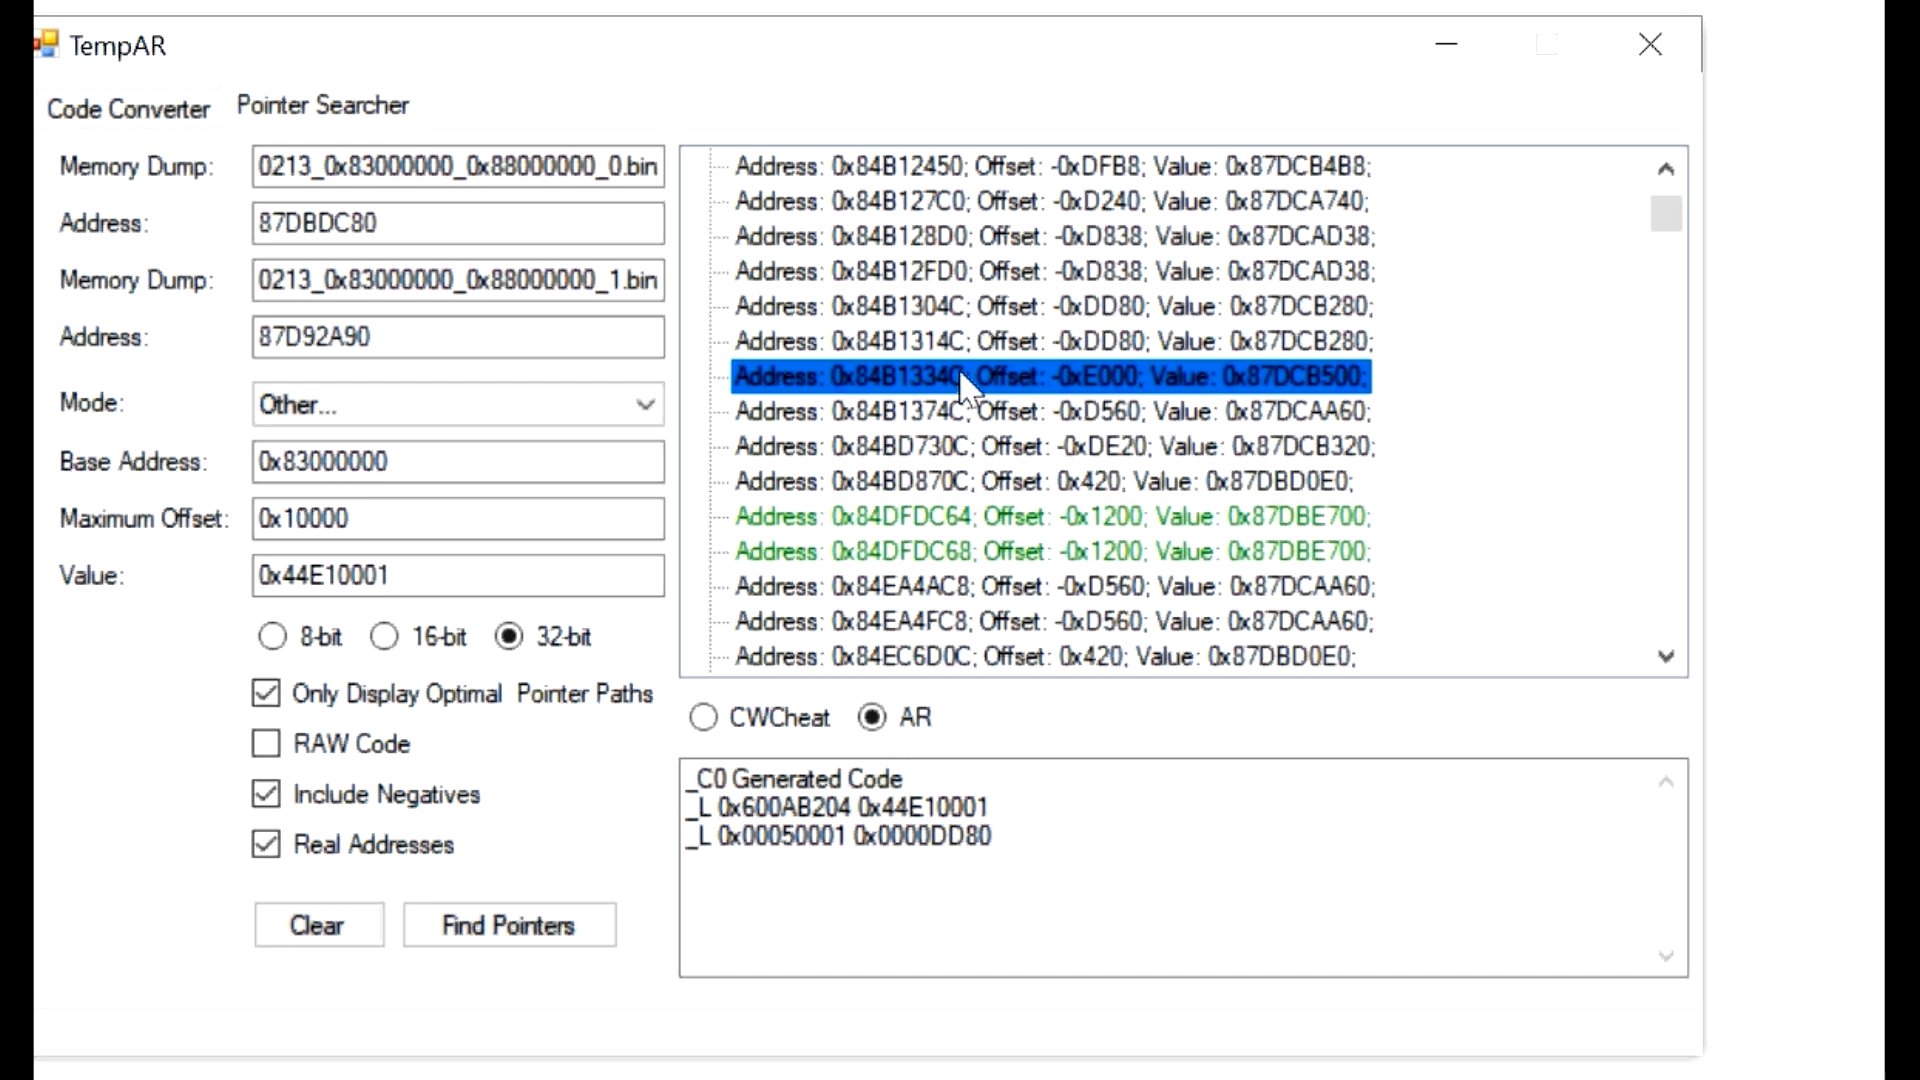 TempAR
Code Converter
Pointer Searcher
Memory Dump: 0213_0x83000000_0x88000000_0.bin
Address: 87DBDC80
Memory Dump: 0213_0x83000000_0x88000000_1.bin
Address: 87D92A90
Mode: Other...
Base Address: 0x83000000
Maximum Offset: 0x10000
Value: 0x44E10001
8-bit 16-bit 32-bit
Only Display Optimal Pointer Paths
RAW Code
Include Negatives
Real Addresses
Clear
Find Pointers
Address: 0x84B12450; Offset: -0xDFB8; Value: 0x87DCB4B8;
Address: 0x84B127C0; Offset: -0xD240; Value: 0x87DCA740;
Address: 0x84B128D0; Offset: -0xD838; Value: 0x87DCAD38;
Address: 0x84B12FD0; Offset: -0xD838; Value: 0x87DCAD38;
Address: 0x84B1304C; Offset: -0xDD80; Value: 0x87DCB280;
Address: 0x84B1314C; Offset: -0xDD80; Value: 0x87DCB280;
Address: 0x84B1334C; Offset: -0xE000; Value: 0x87DCB500;
Address: 0x84B1374C; Offset: -0xD560; Value: 0x87DCAA60;
Address: 0x84BD730C; Offset: -0xDE20; Value: 0x87DCB320;
Address: 0x84BD870C; Offset: 0x420; Value: 0x87DBD0E0;
Address: 0x84DFDC64; Offset: -0x1200; Value: 0x87DBE700;
Address: 0x84DFDC68; Offset: -0x1200; Value: 0x87DBE700;
Address: 0x84EA4AC8; Offset: -0xD560; Value: 0x87DCAA60;
Address: 0x84EA4FC8; Offset: -0xD560; Value: 0x87DCAA60;
Address: 0x84EC6D0C; Offset: 0x420; Value: 0x87DBD0E0;
CWCheat AR
_C0 Generated Code
_L 0x600AB204 0x44E10001
_L 0x00050001 0x0000DD80